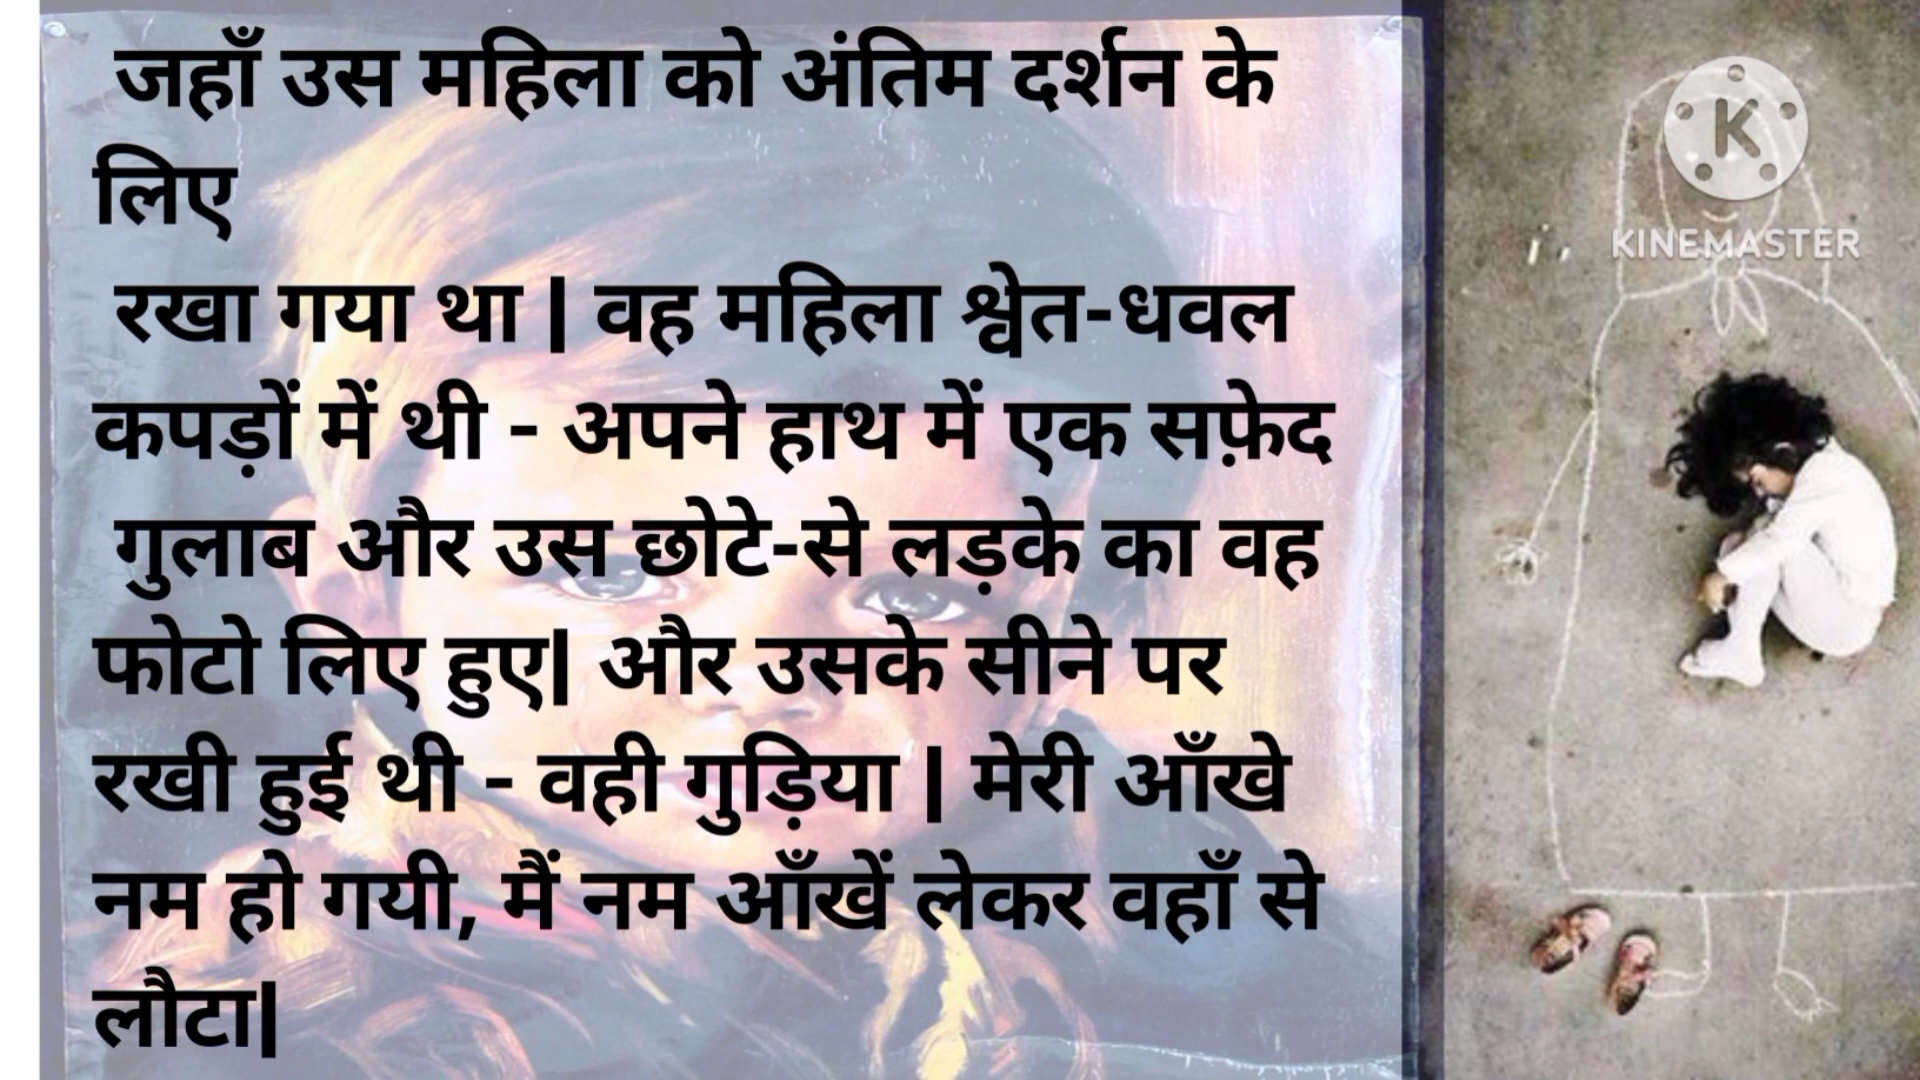 जहाँ उस महिला को अंतिम दर्शन के
लिए
रखा गया था | वह महिला श्वेत-धवल
कपड़ों में थी - अपने हाथ में एक सफ़ेद
गुलाब और उस छोटे-से लड़के का वह
फोटो लिए हुए| और उसके सीने पर
रखी हुई थी - वही गुड़िया | मेरी आँखे
नम हो गयी, मैं नम आँखें लेकर वहाँ से
लौटा|
K
KINEMASTER